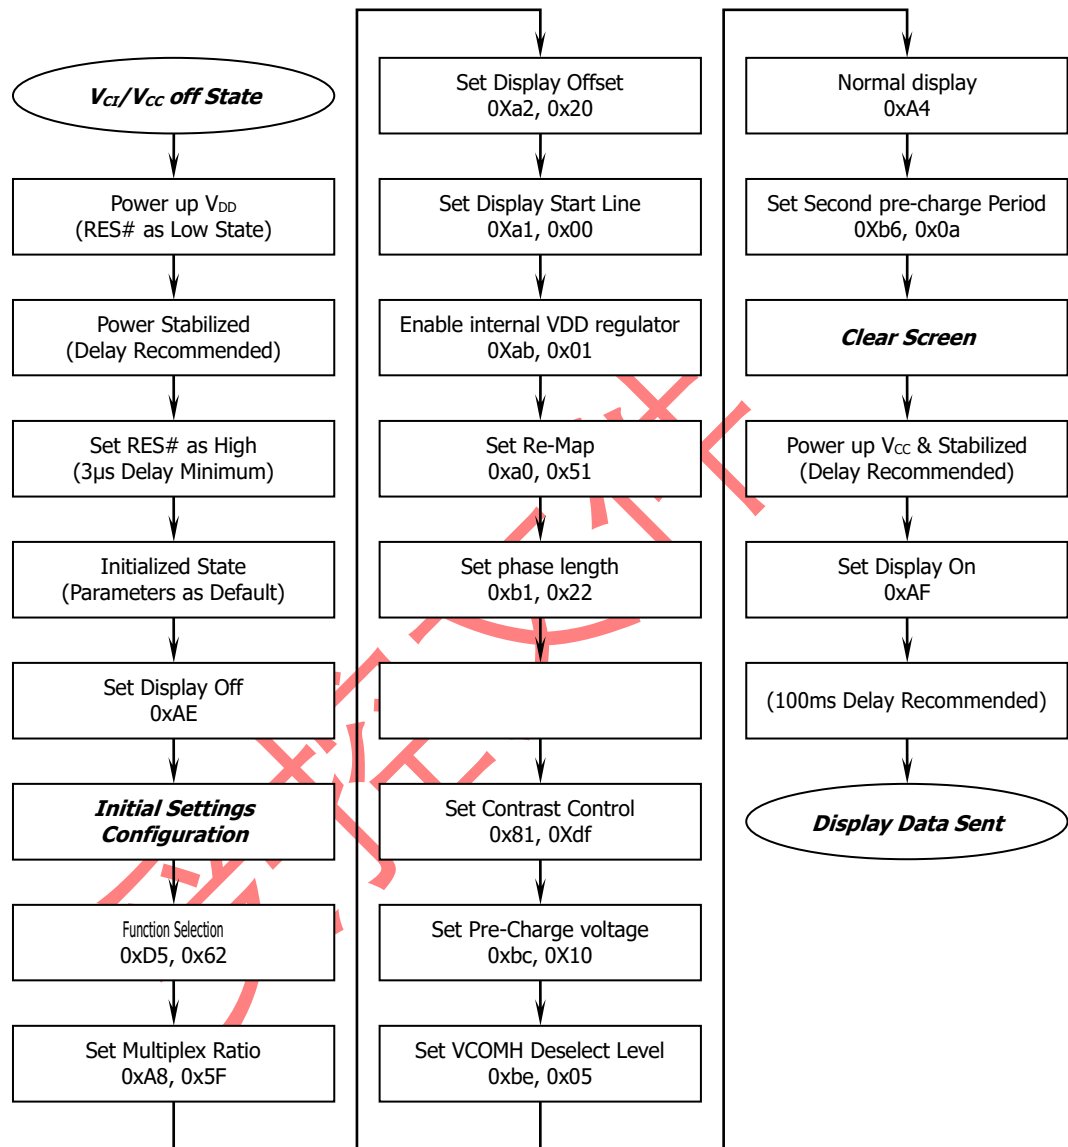 V_CI/V_CC off State
Power up V_DD
(RES# as Low State)
Power Stabilized
(Delay Recommended)
Set RES# as High
(3μs Delay Minimum)
Initialized State
(Parameters as Default)
Set Display Off
0xAE
Initial Settings
Configuration
Function Selection
0xD5, 0x62
Set Multiplex Ratio
0xA8, 0x5F
Set Display Offset
0Xa2, 0x20
Set Display Start Line
0Xa1, 0x00
Enable internal VDD regulator
0Xab, 0x01
Set Re-Map
0xa0, 0x51
Set phase length
0xb1, 0x22
Set Contrast Control
0x81, 0Xdf
Set Pre-Charge voltage
0xbc, 0X10
Set VCOMH Deselect Level
0xbe, 0x05
Normal display
0xA4
Set Second pre-charge Period
0Xb6, 0x0a
Clear Screen
Power up V_CC & Stabilized
(Delay Recommended)
Set Display On
0xAF
(100ms Delay Recommended)
Display Data Sent